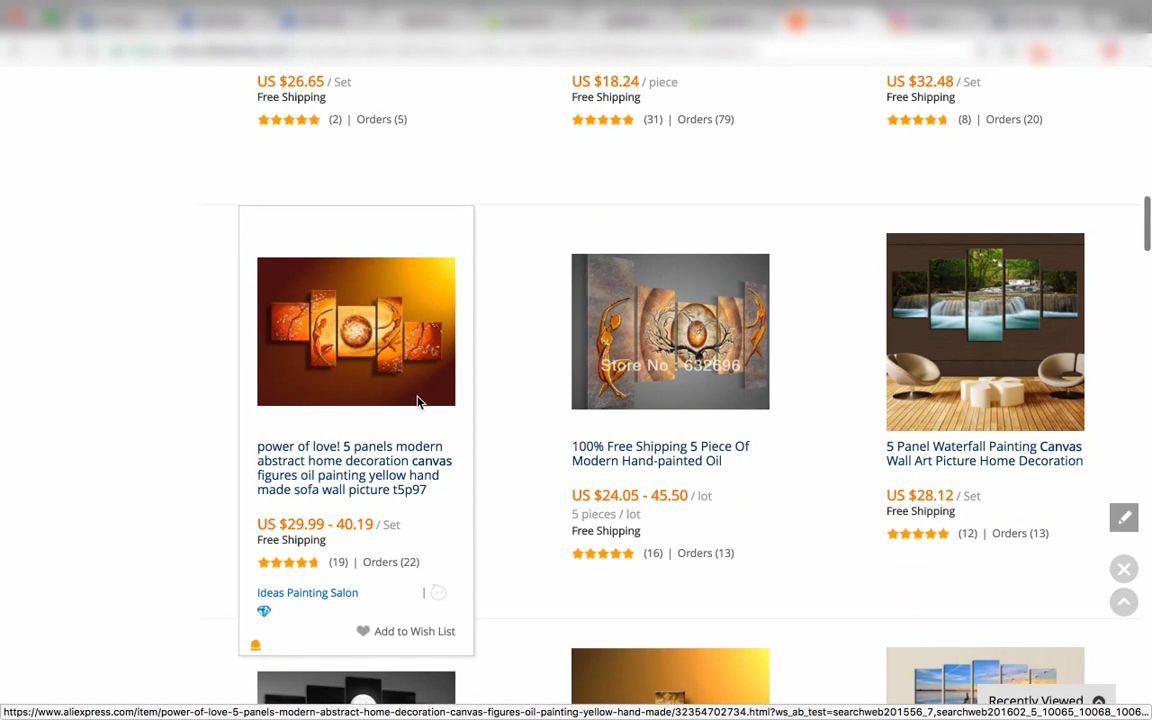 US $26.65 / Set
Free Shipping
(2) | Orders (5)
US $18.24 / piece
Free Shipping
(31) | Orders (79)
US $32.48 / Set
Free Shipping
(8) | Orders (20)
power of love! 5 panels modern
abstract home decoration canvas
figures oil painting yellow hand
made sofa wall picture t5p97
US $29.99 - 40.19 / Set
Free Shipping
(19) | Orders (22)
Ideas Painting Salon |
Add to Wish List
Store No : 632696
100% Free Shipping 5 Piece Of
Modern Hand-painted Oil
US $24.05 - 45.50 / lot
5 pieces / lot
Free Shipping
(16) | Orders (13)
5 Panel Waterfall Painting Canvas
Wall Art Picture Home Decoration
US $28.12 / Set
Free Shipping
(12) | Orders (13)
Recently Viewed
https://www.aliexpress.com/item/power-of-love-5-panels-modern-abstract-home-decoration-canvas-figures-oil-painting-yellow-hand-made/32354702734.html?ws_ab_test=searchweb201556_7,searchweb201602_5_10065_10068_1006...